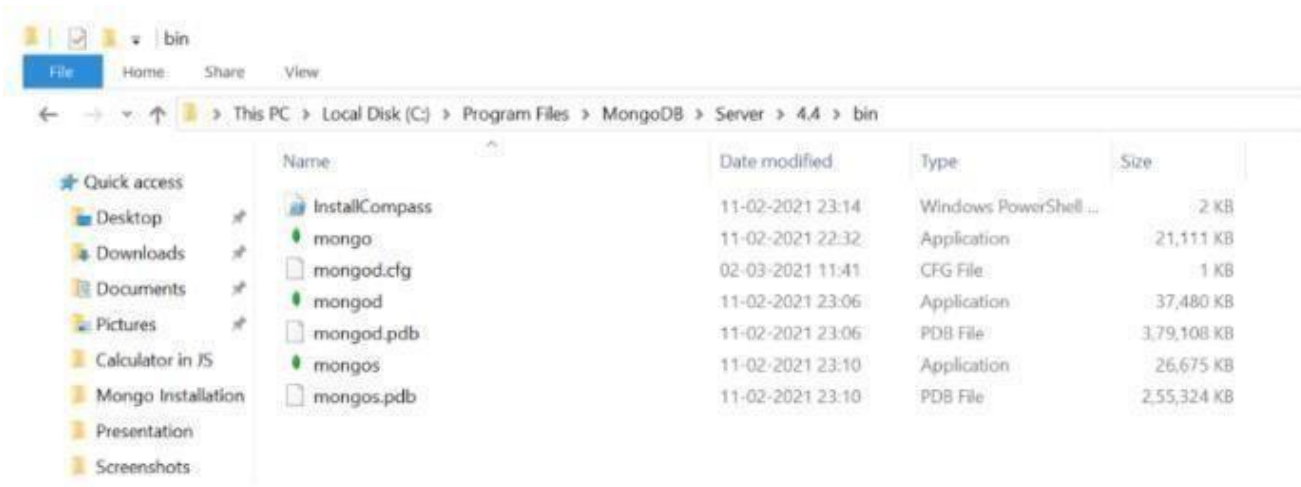 bin
File Home Share View
This PC > Local Disk (C:) > Program Files > MongoDB > Server > 4.4 > bin
Name Date modified Type Size
Quick access
Desktop
Downloads
Documents
Pictures
Calculator in JS
Mongo Installation
Presentation
Screenshots
InstallCompass 11-02-2021 23:14 Windows PowerShell ... 2 KB
mongo 11-02-2021 22:32 Application 21,111 KB
mongod.cfg 02-03-2021 11:41 CFG File 1 KB
mongod 11-02-2021 23:06 Application 37,480 KB
mongod.pdb 11-02-2021 23:06 PDB File 3,79,108 KB
mongos 11-02-2021 23:10 Application 26,675 KB
mongos.pdb 11-02-2021 23:10 PDB File 2,55,324 KB